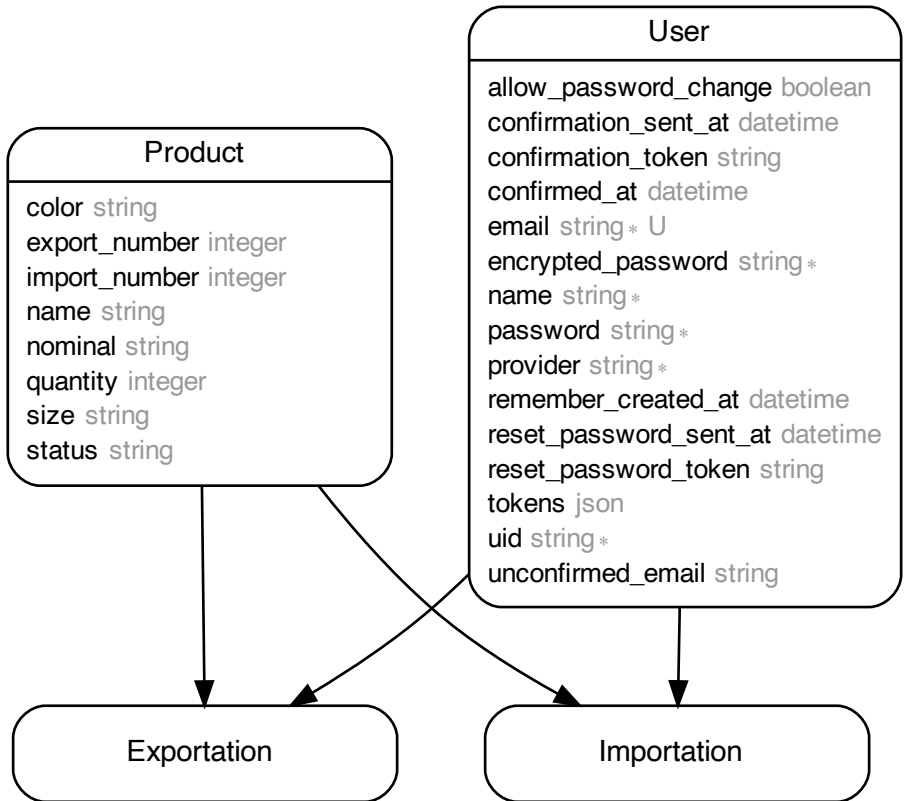 Product
color string
export_number integer
import_number integer
name string
nominal string
quantity integer
size string
status string
User
allow_password_change boolean
confirmation_sent_at datetime
confirmation_token string
confirmed_at datetime
email string∗ U
encrypted_password string∗
name string∗
password string∗
provider string∗
remember_created_at datetime
reset_password_sent_at datetime
reset_password_token string
tokens json
uid string∗
unconfirmed_email string
Exportation
Importation